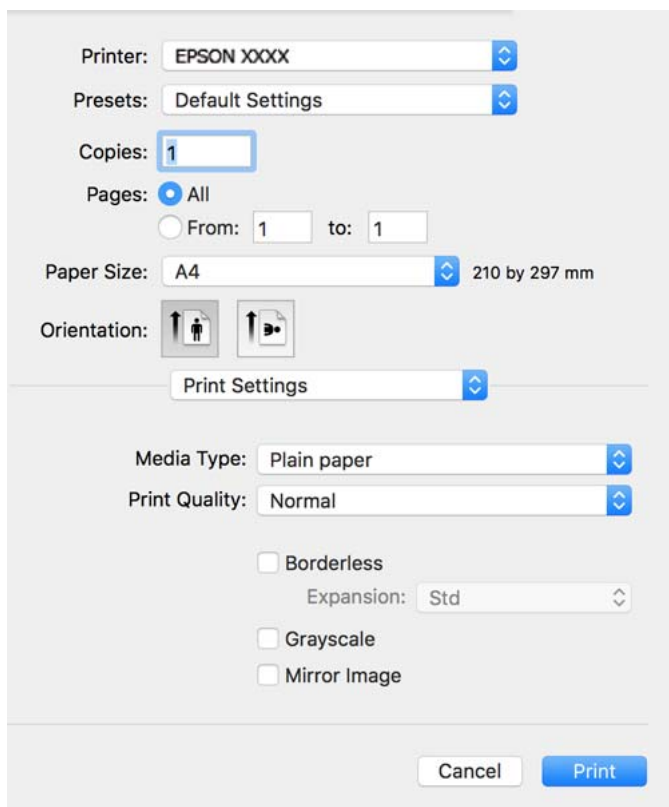 Printer: EPSON XXXX
Presets: Default Settings
Copies: 1
Pages: All
From: 1 to: 1
Paper Size: A4 210 by 297 mm
Orientation:
Print Settings
Media Type: Plain paper
Print Quality: Normal
Borderless
Expansion: Std
Grayscale
Mirror Image
Cancel Print